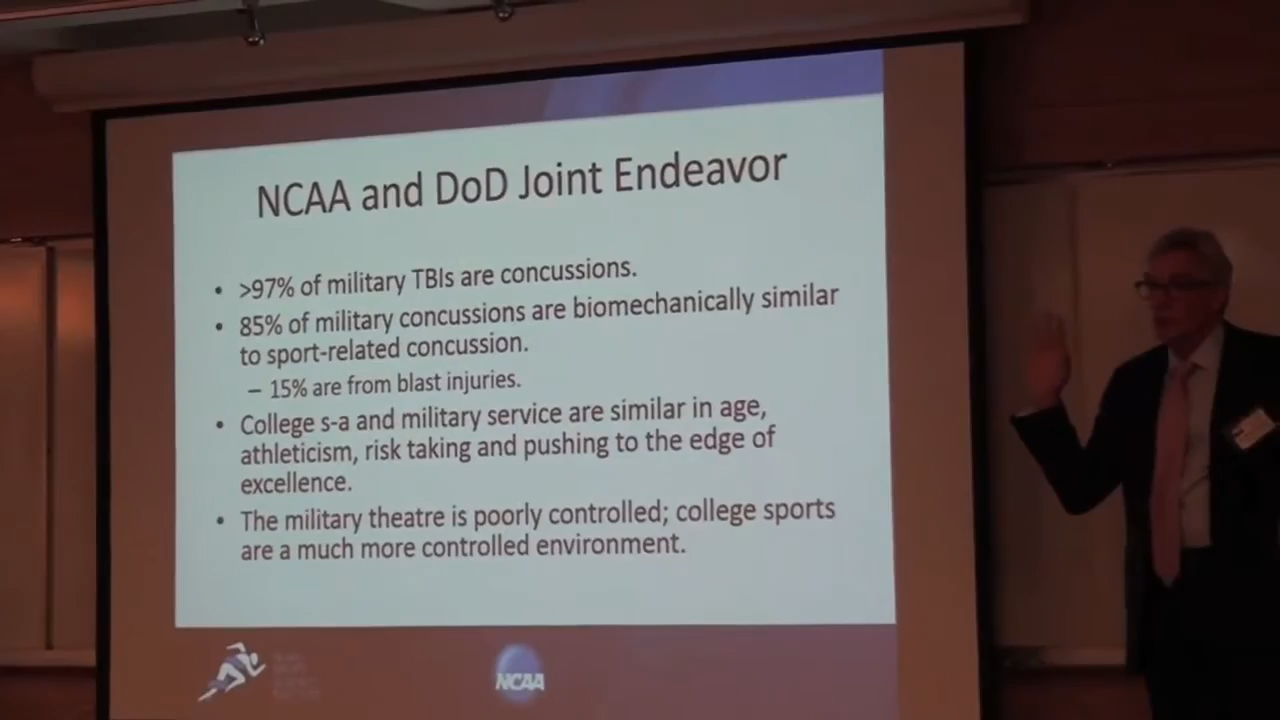 NCAA and DoD Joint Endeavor
• >97% of military TBIs are concussions.
• 85% of military concussions are biomechanically similar
to sport-related concussion.
– 15% are from blast injuries.
• College s-a and military service are similar in age,
athleticism, risk taking and pushing to the edge of
excellence.
• The military theatre is poorly controlled; college sports
are a much more controlled environment.
NCAA